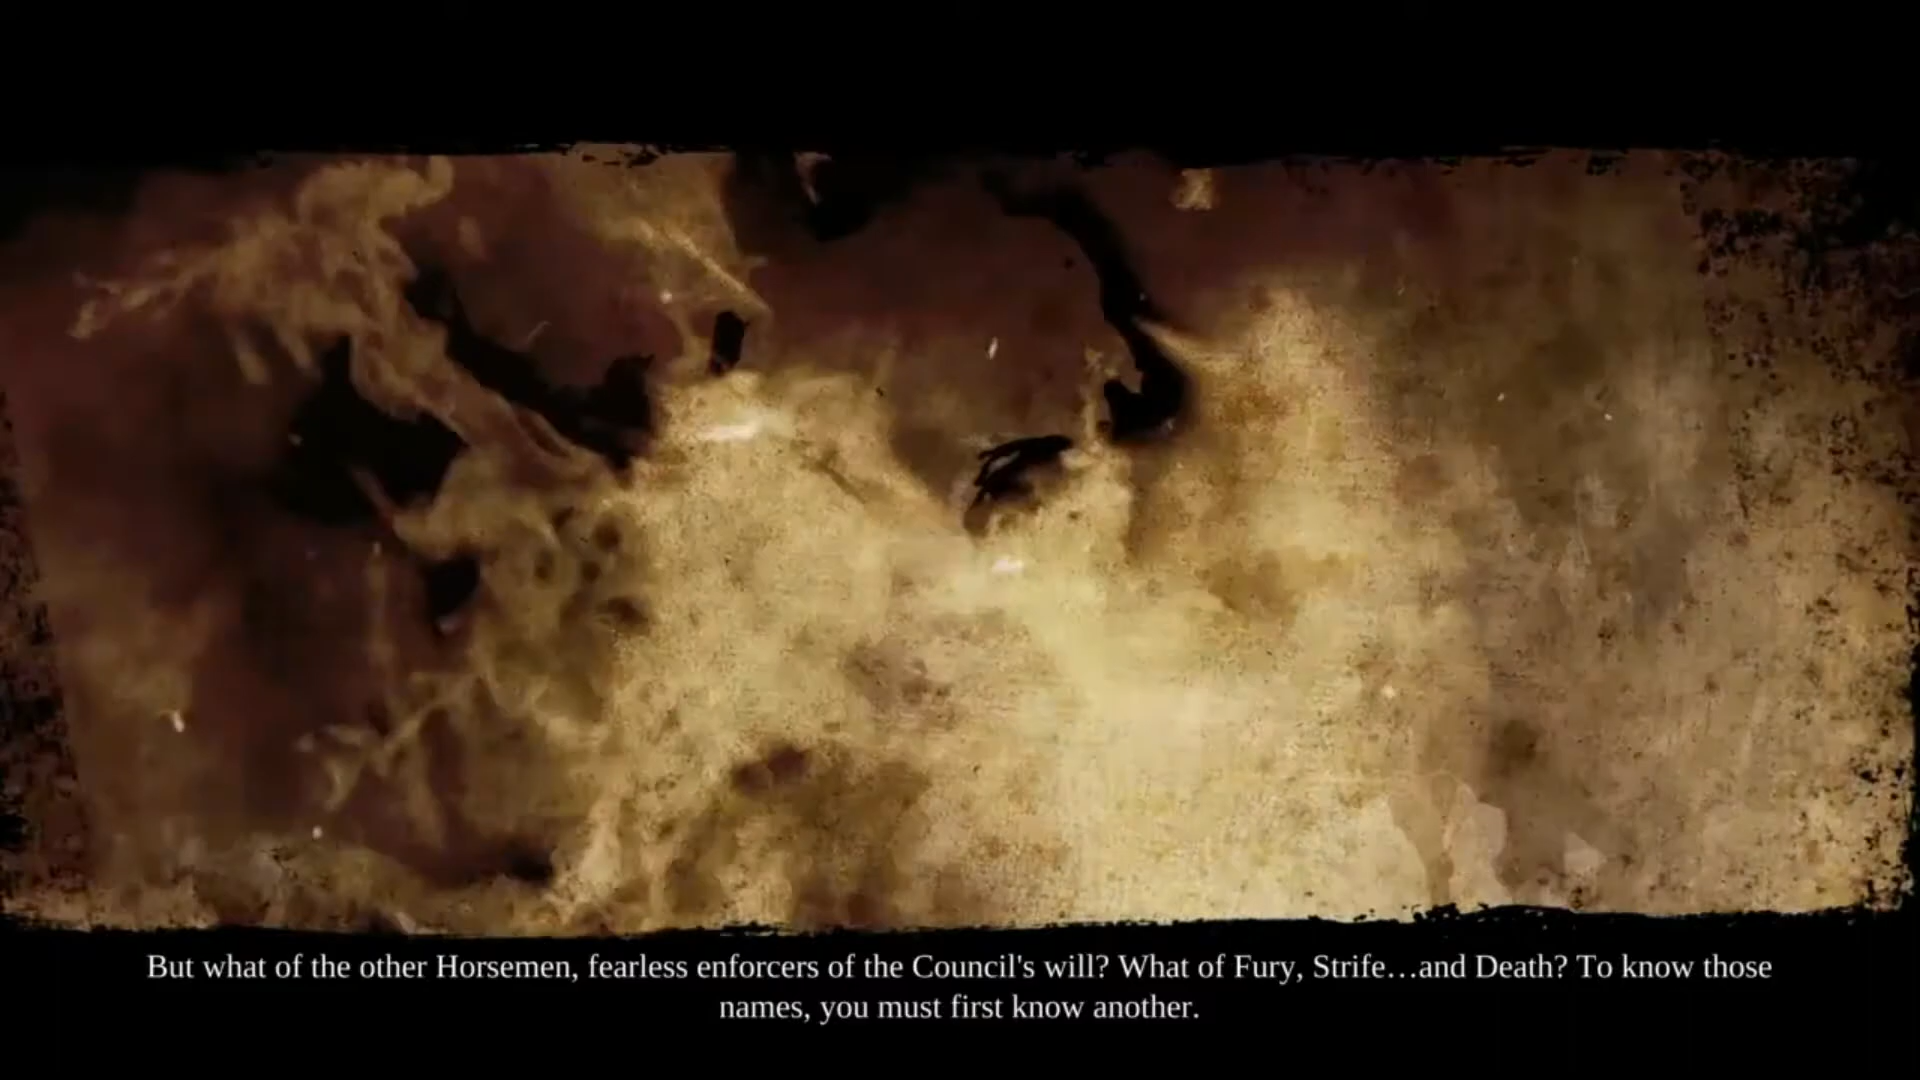 But what of the other Horsemen, fearless enforcers of the Council's will? What of Fury, Strife...and Death? To know those
names, you must first know another.